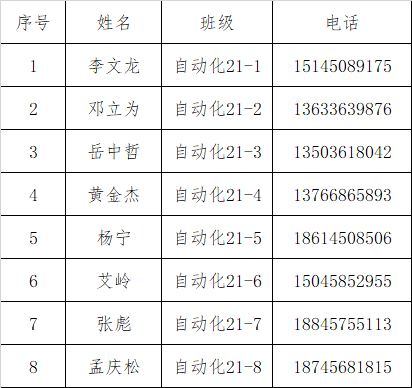 序号 姓名 班级 电话
1 李文龙 自动化21-1 15145089175
2 邓立为 自动化21-2 13633639876
3 岳中哲 自动化21-3 13503618042
4 黄金杰 自动化21-4 13766865893
5 杨宁 自动化21-5 18614508506
6 艾岭 自动化21-6 15045852955
7 张彪 自动化21-7 18845755113
8 孟庆松 自动化21-8 18745681815